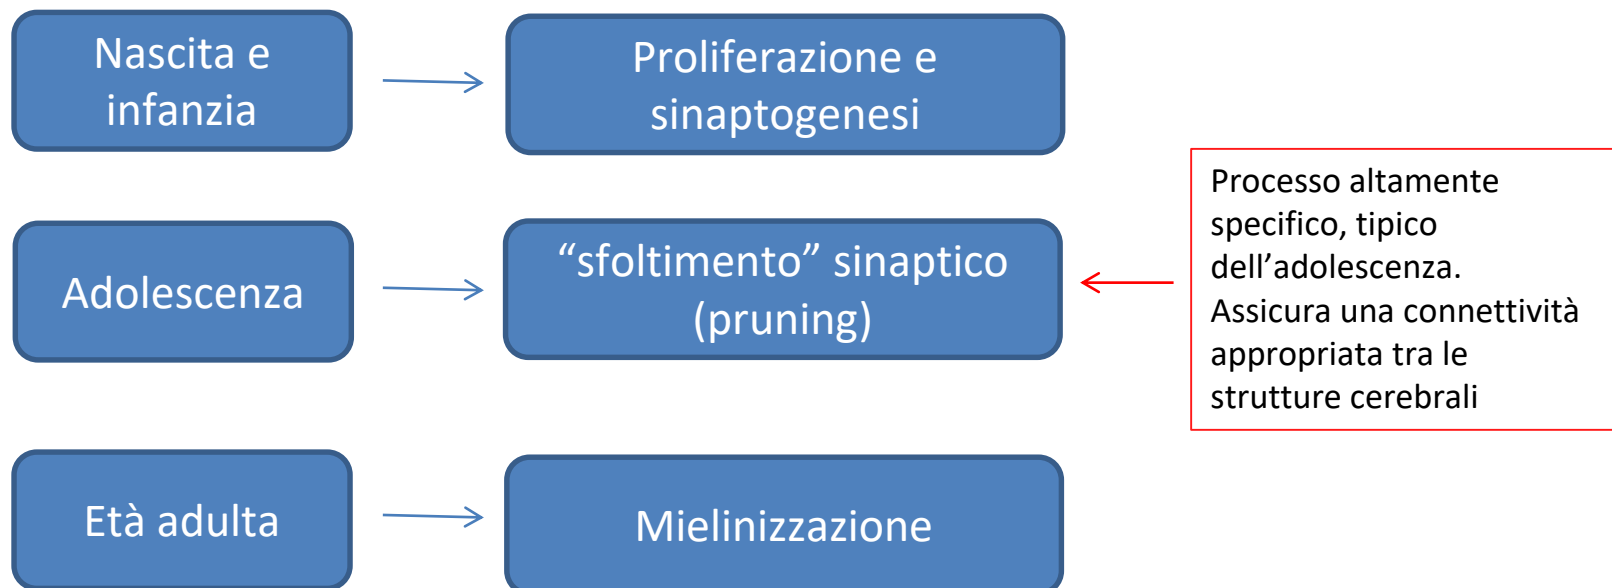 Nascita e
infanzia
Proliferazione e
sinaptogenesi
Adolescenza
“sfoltimento” sinaptico
(pruning)
Processo altamente
specifico, tipico
dell’adolescenza.
Assicura una connettività
appropriata tra le
strutture cerebrali
Età adulta
Mielinizzazione